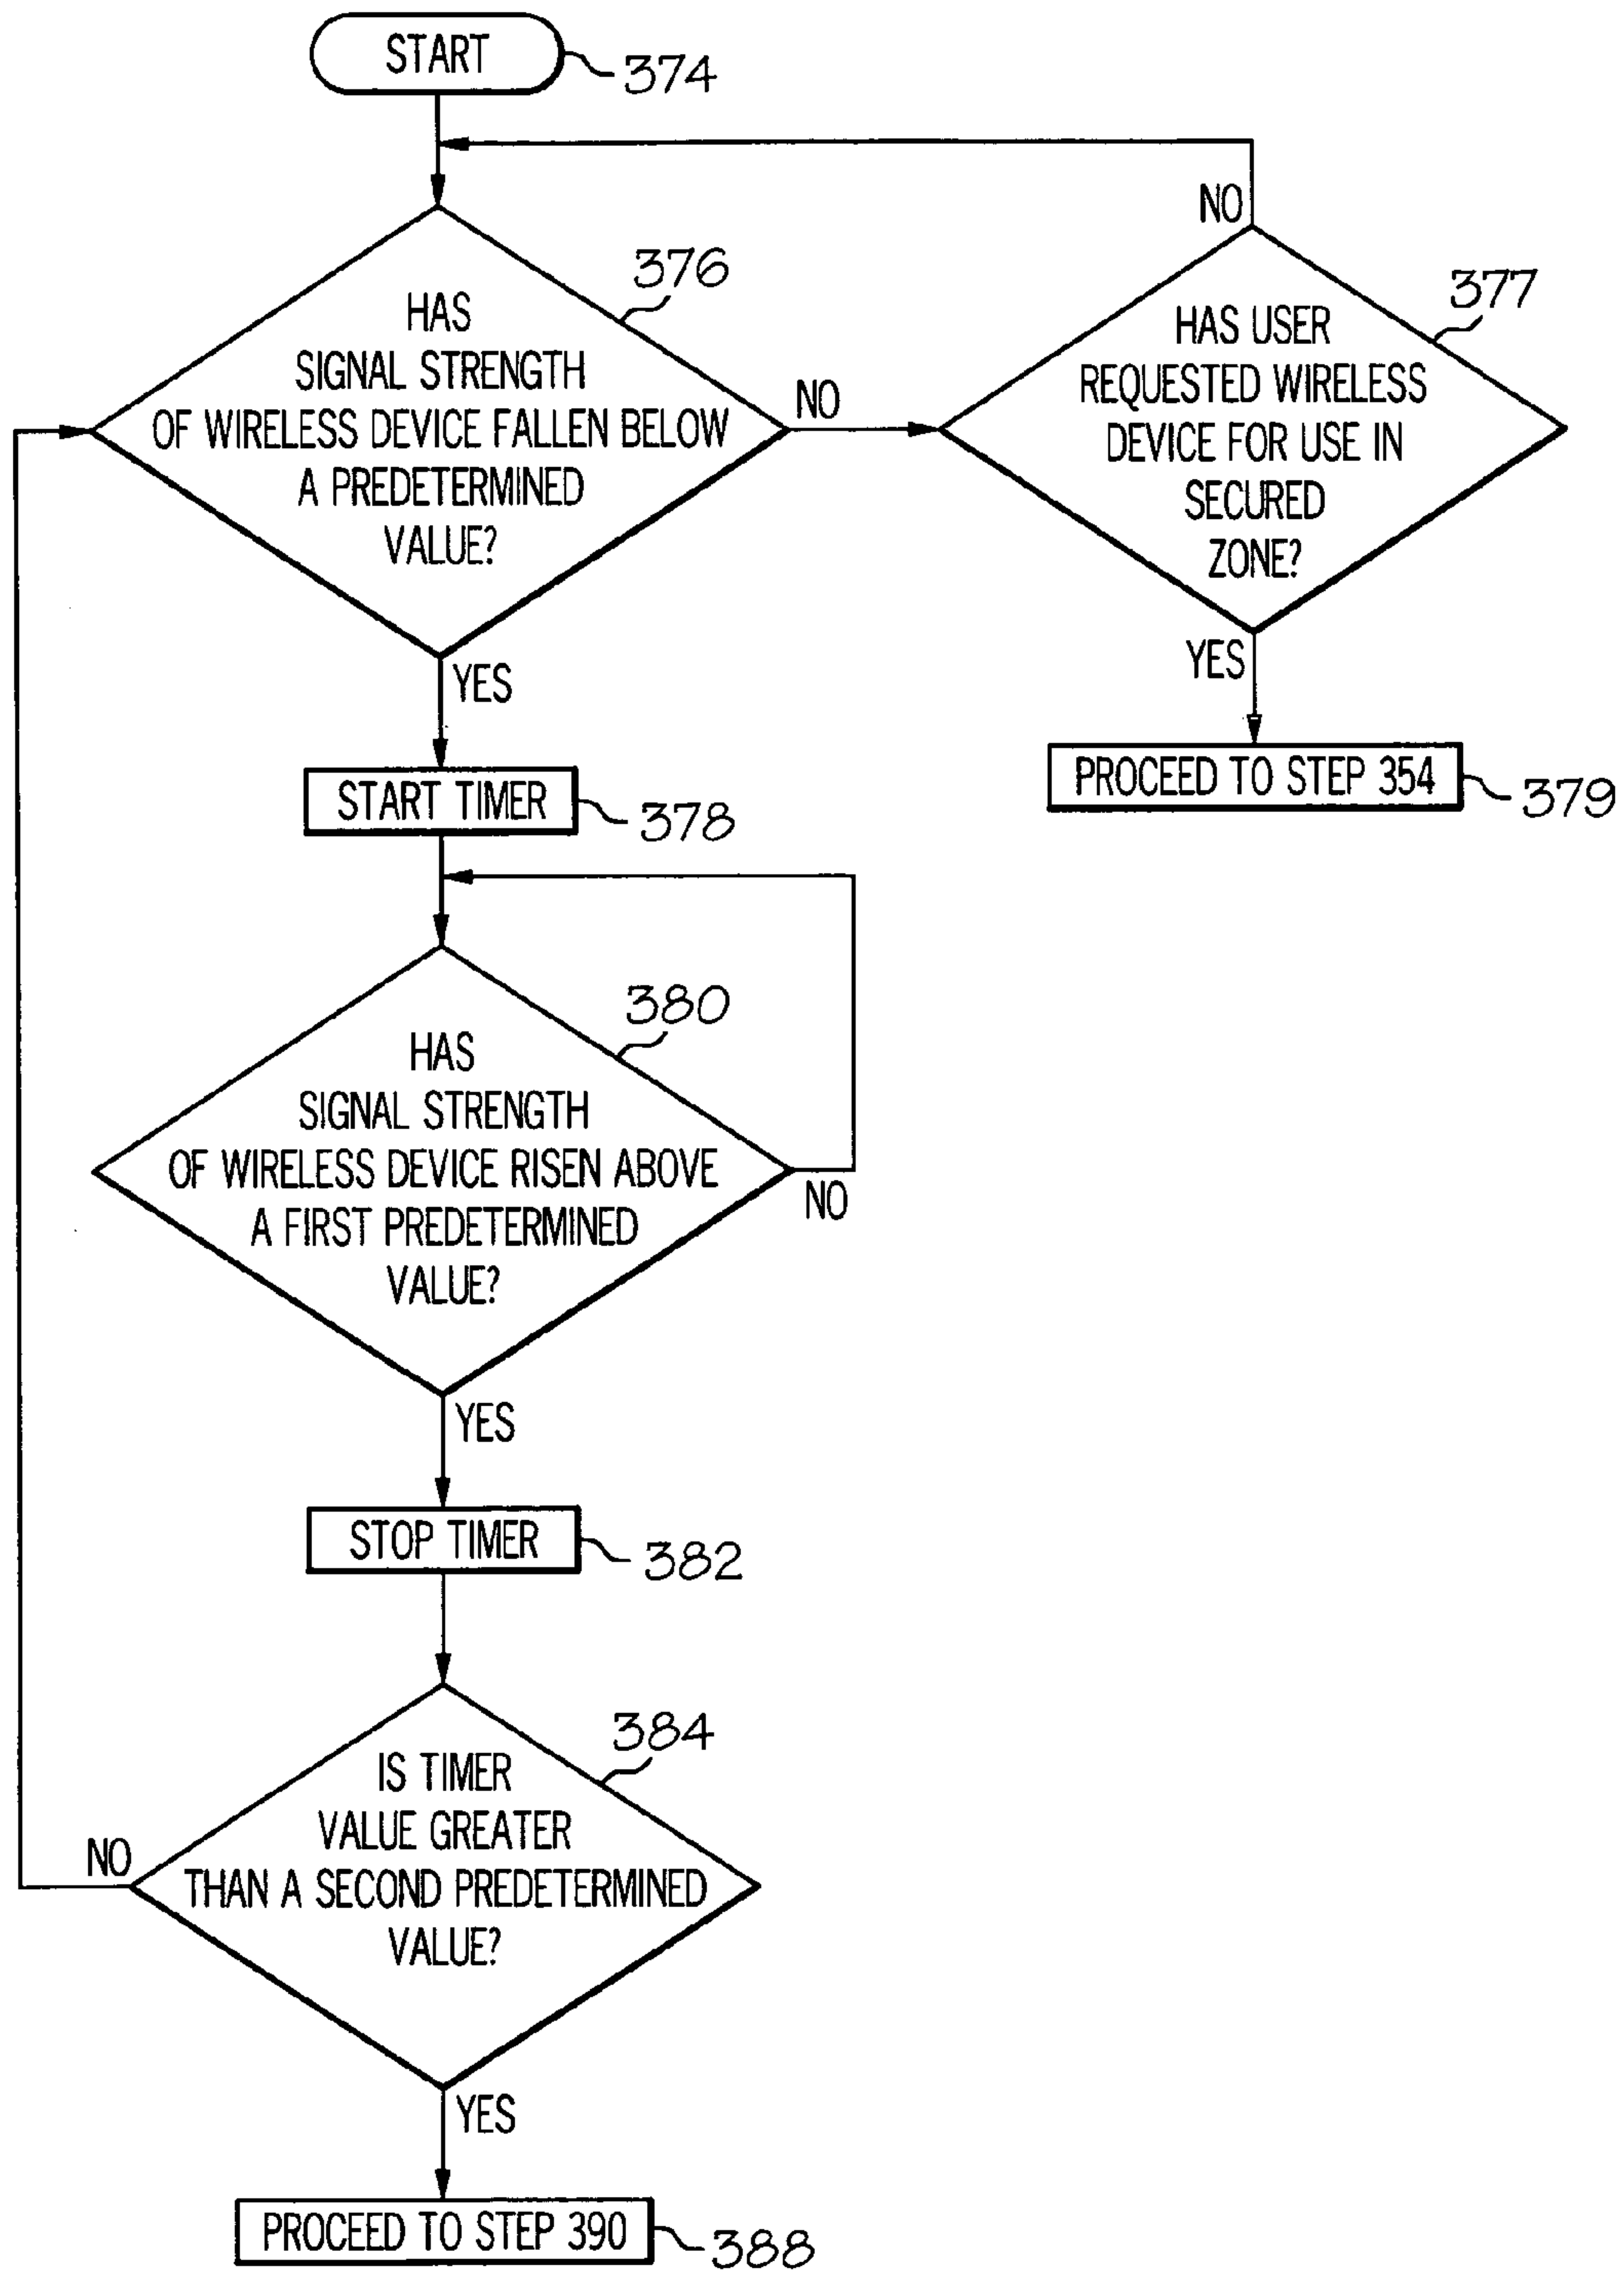 START
374
NO
376
HAS
SIGNAL STRENGTH
OF WIRELESS DEVICE FALLEN BELOW
A PREDETERMINED
VALUE?
NO
377
HAS USER
REQUESTED WIRELESS
DEVICE FOR USE IN
SECURED
ZONE?
YES
YES
START TIMER
378
PROCEED TO STEP 354
379
380
HAS
SIGNAL STRENGTH
OF WIRELESS DEVICE RISEN ABOVE
A FIRST PREDETERMINED
VALUE?
NO
YES
STOP TIMER
382
384
IS TIMER
VALUE GREATER
THAN A SECOND PREDETERMINED
VALUE?
NO
YES
PROCEED TO STEP 390
388